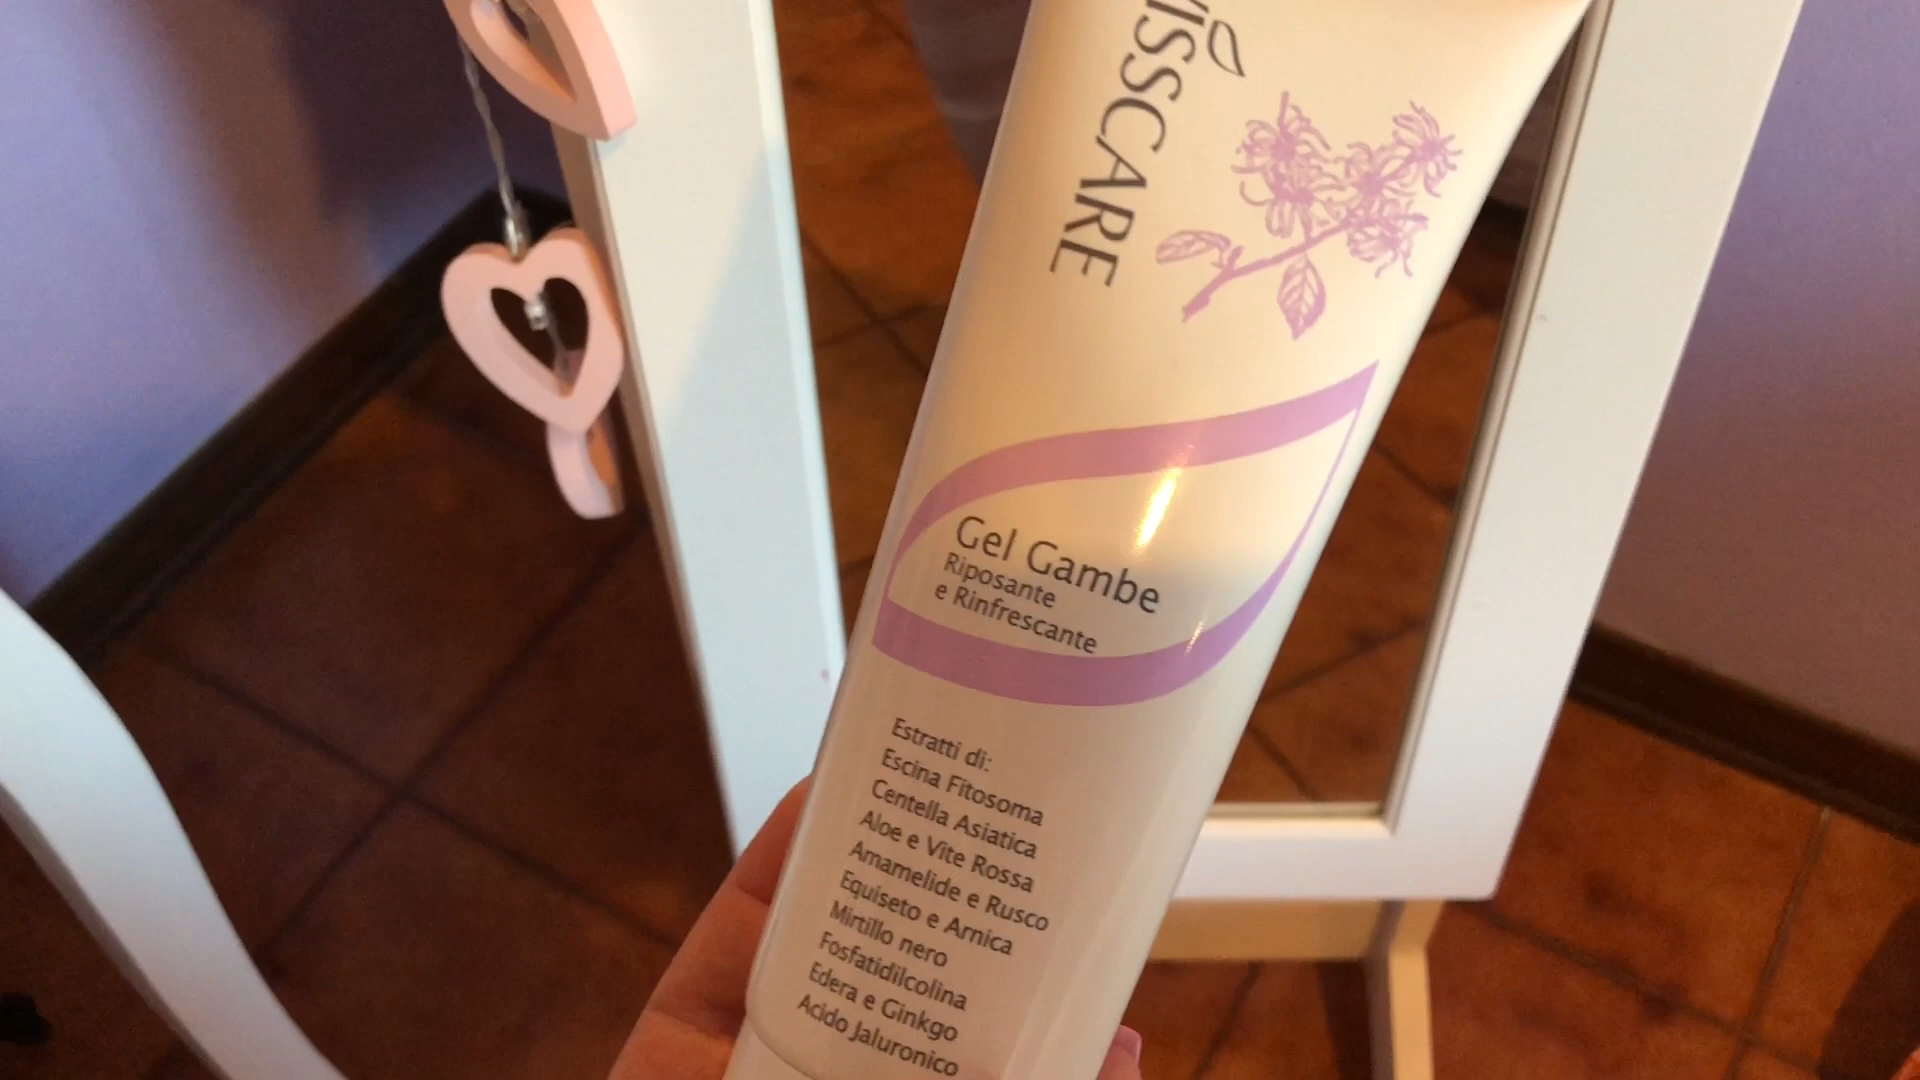 VISSCARE
Gel Gambe
Riposante
e Rinfrescante
Estratti di:
Escina Fitosoma
Centella Asiatica
Aloe e Vite Rossa
Amamelide e Rusco
Equiseto e Arnica
Mirtillo nero
Fosfatidilcolina
Edera e Ginkgo
Acido Jaluronico